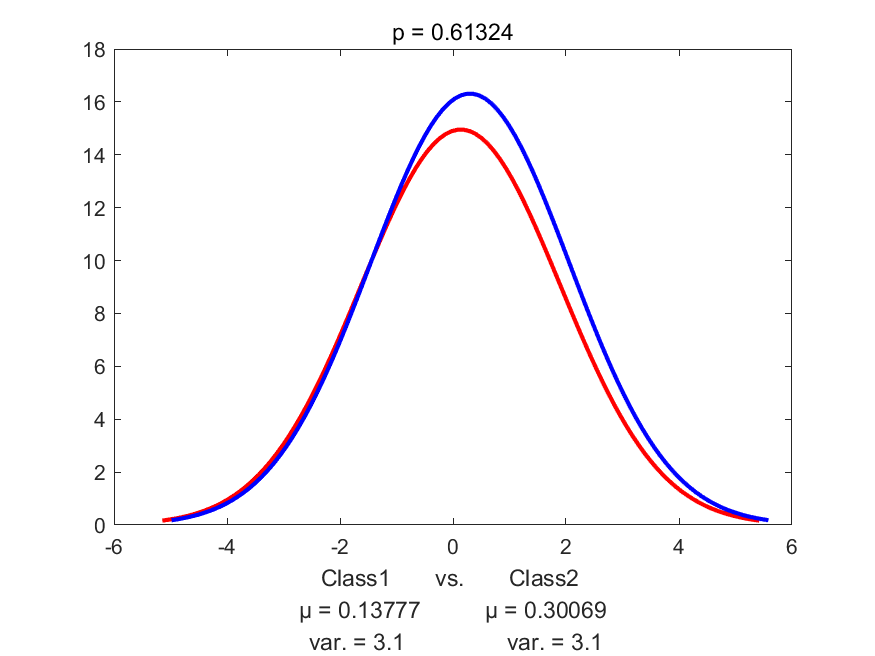 p = 0.61324
18
16
14
12
10
8
6
4
2
0
-6 -4 -2 0 2 4 6
Class1 vs. Class2
μ = 0.13777 μ = 0.30069
var. = 3.1 var. = 3.1